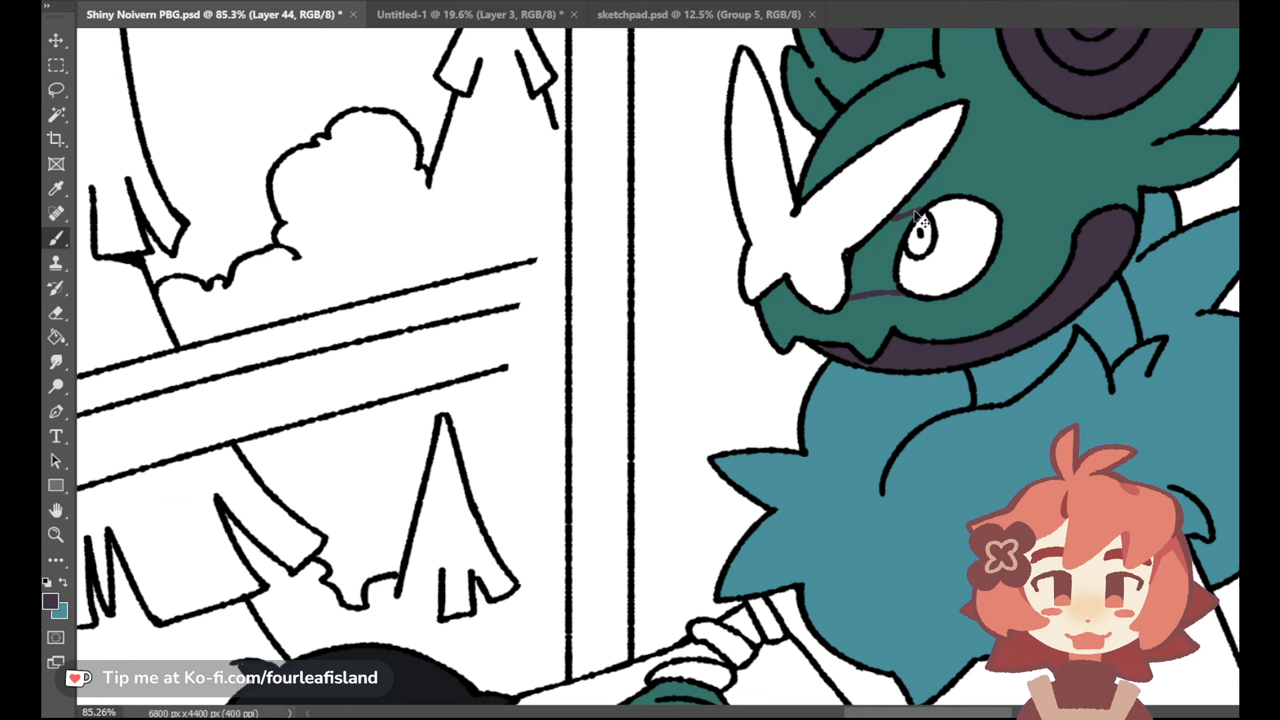 Shiny Noivern PBG.psd @ 85.3% (Layer 44, RGB/8) * Untitled-1 @ 19.6% (Layer 3, RGB/8) * sketchpad.psd @ 12.5% (Group 5, RGB/8)
Tip me at Ko-fi.com/fourleafisland
85.26% 6800 px x 4400 px (400 ppi)